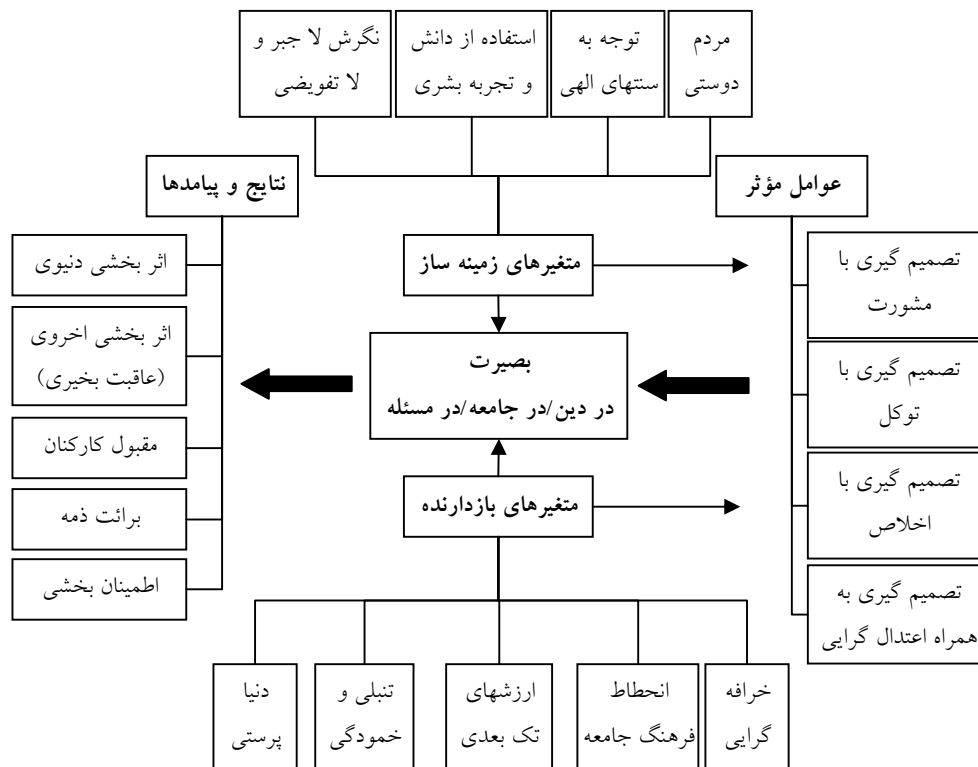 مردم
دوستی
توجه به
سنتهای الهی
استفاده از دانش
و تجربه بشری
نگرش لا جبر و
لا تفویضی
عوامل مؤثر
تصمیم گیری با
مشورت
تصمیم گیری با
توکل
تصمیم گیری با
اخلاص
تصمیم گیری به
همراه اعتدال گرایی
متغیرهای زمینه ساز
بصیرت
در دین/در جامعه/در مسئله
متغیرهای بازدارنده
نتایج و پیامدها
اثر بخشی دنیوی
اثر بخشی اخروی
(عاقبت بخیری)
مقبول کارکنان
برائت ذمه
اطمینان بخشی
خرافه
گرایی
انحطاط
فرهنگ جامعه
ارزشهای
تک بعدی
تنبلی و
خمودگی
دنیا
پرستی